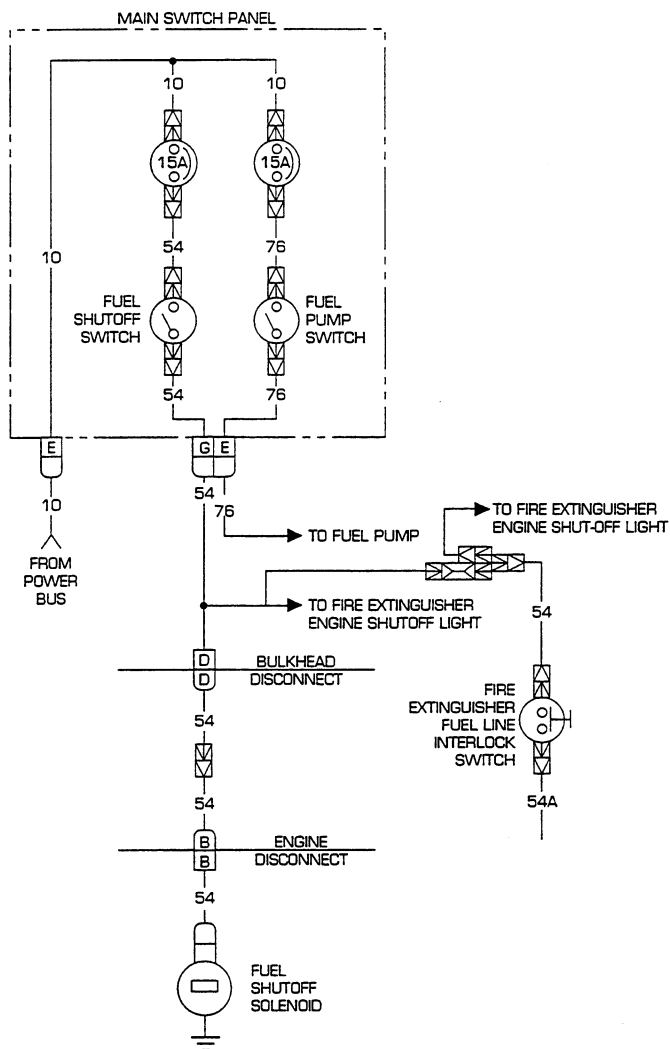 MAIN SWITCH PANEL
10
10
15A
15A
10
54
76
FUEL
SHUTOFF
SWITCH
FUEL
PUMP
SWITCH
54
76
E
G
E
10
54
76
FROM
POWER
BUS
TO FUEL PUMP
TO FIRE EXTINGUISHER
ENGINE SHUT-OFF LIGHT
TO FIRE EXTINGUISHER
ENGINE SHUTOFF LIGHT
54
D
D
BULKHEAD
DISCONNECT
FIRE
EXTINGUISHER
FUEL LINE
INTERLOCK
SWITCH
54
54
54A
B
B
ENGINE
DISCONNECT
54
FUEL
SHUTOFF
SOLENOID